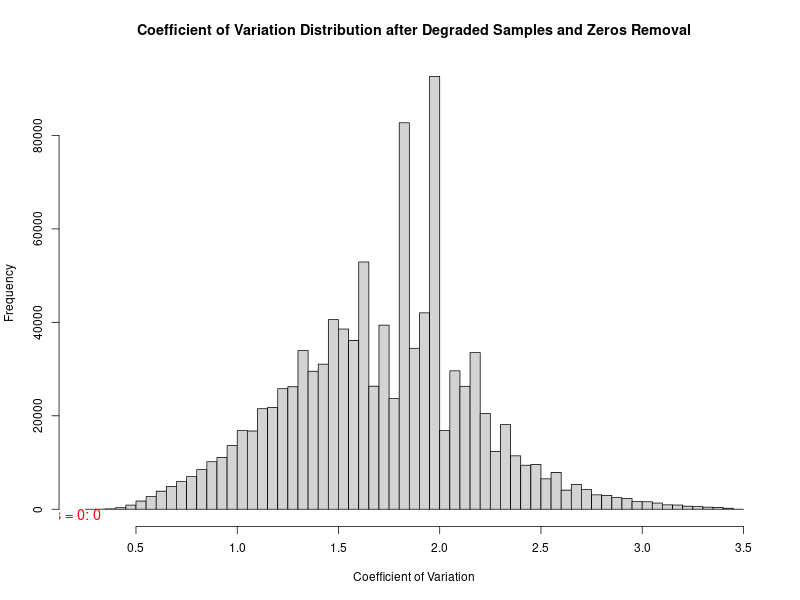 Coefficient of Variation Distribution after Degraded Samples and Zeros Removal
Frequency
80000
60000
40000
20000
0
= 0: 0
0.5 1.0 1.5 2.0 2.5 3.0 3.5
Coefficient of Variation